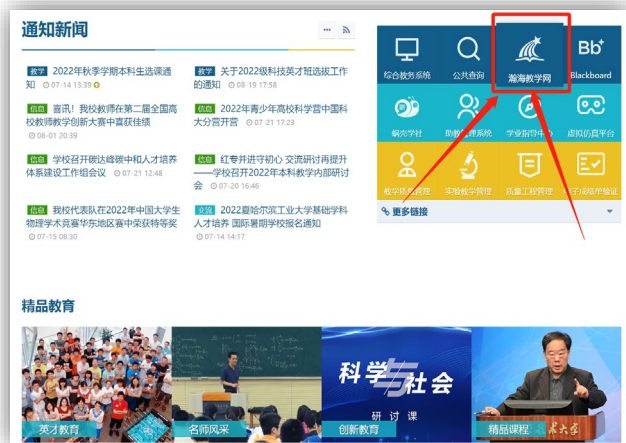 通知新闻
教学 2022年秋季学期本科生选课通
知 07-14 13:39
教学 关于2022级科技英才班选拔工作
的通知 08-19 17:58
信息 喜讯！我校教师在第二届全国高
校教师教学创新大赛中喜获佳绩
08-01 20:39
信息 2022年青少年高校科学营中国科
大分营开营 07-21 17:23
信息 学校召开碳达峰碳中和人才培养
体系建设工作组会议 07-21 12:48
信息 红专并进守初心 交流研讨再提升
——学校召开2022年本科教学内部研讨
会 07-20 16:46
信息 我校代表队在2022年中国大学生
物理学术竞赛华东地区赛中荣获特等奖
07-15 08:30
交流 2022夏哈尔滨工业大学基础学科
人才培养 国际暑期学校报名通知
07-14 14:17
综合教务系统
公共查询
瀚海教学网
Bb+
Blackboard
蜗壳学社
助教管理系统
学业指导中心
虚拟仿真平台
教学质量管理
实验教学管理
质量工程管理
电子成绩单验证
更多链接
精品教育
英才教育
名师风采
科学与社会
研讨课
创新教育
精品课程